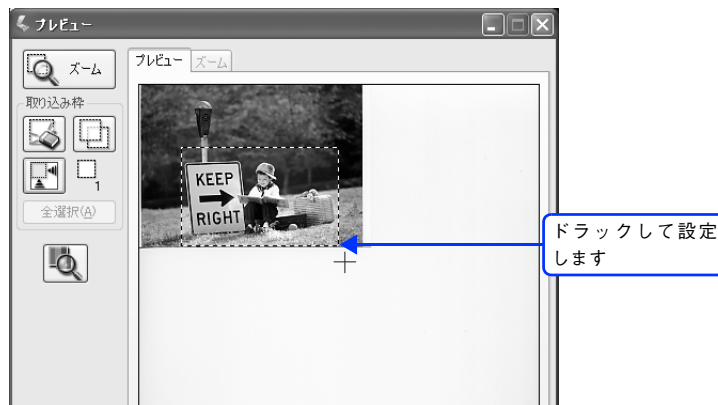 プレビュー
ズーム
プレビュー
ズーム
取り込み枠
1
全選択(A)
KEEP
RIGHT
ドラックして設定
します